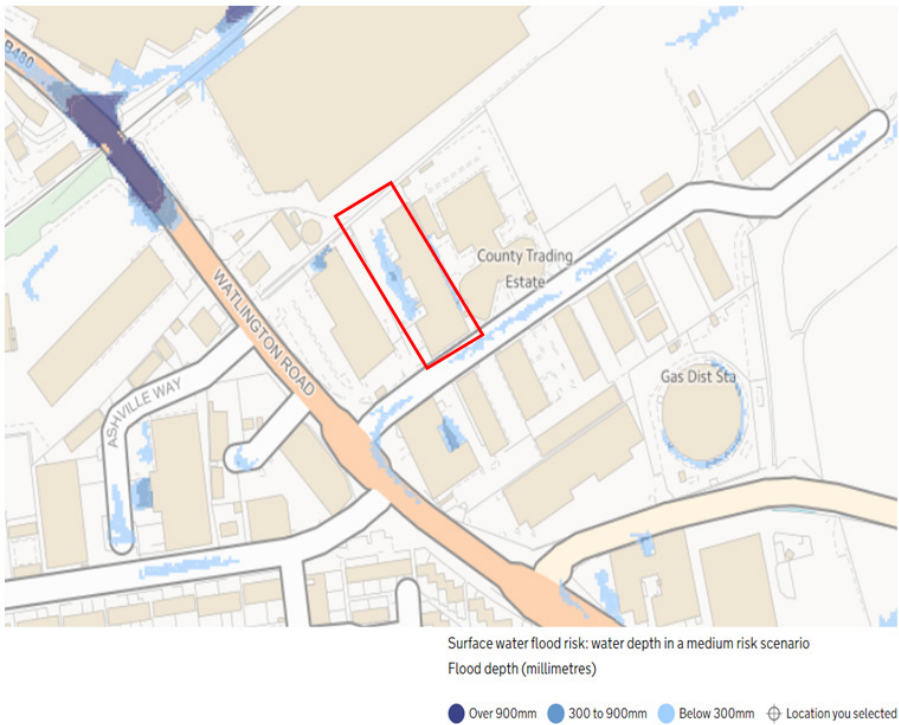 B480
WATLINGTON ROAD
County Trading
Estate
Gas Dist Sta
ASHVILLE WAY
Surface water flood risk: water depth in a medium risk scenario
Flood depth (millimetres)
Over 900mm 300 to 900mm Below 300mm Location you selected